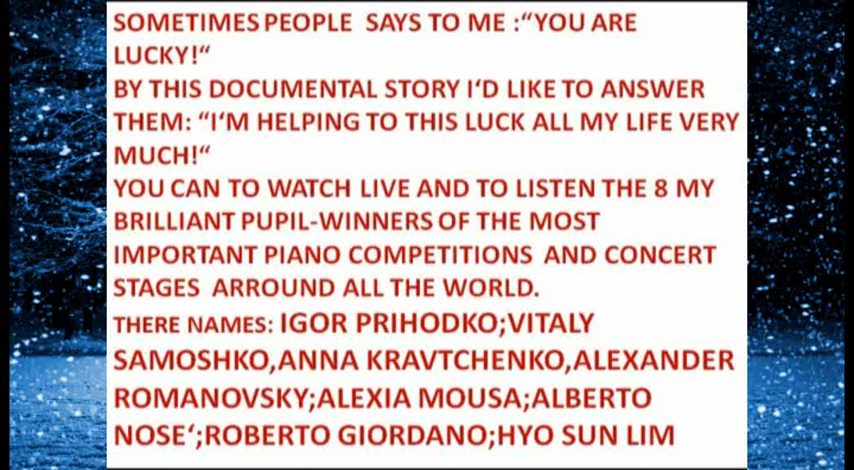 SOMETIMES PEOPLE SAYS TO ME :“YOU ARE
LUCKY!“
BY THIS DOCUMENTAL STORY I‘D LIKE TO ANSWER
THEM: “I‘M HELPING TO THIS LUCK ALL MY LIFE VERY
MUCH!“
YOU CAN TO WATCH LIVE AND TO LISTEN THE 8 MY
BRILLIANT PUPIL-WINNERS OF THE MOST
IMPORTANT PIANO COMPETITIONS AND CONCERT
STAGES ARROUND ALL THE WORLD.
THERE NAMES: IGOR PRIHODKO;VITALY
SAMOSHKO,ANNA KRAVTCHENKO,ALEXANDER
ROMANOVSKY;ALEXIA MOUSA;ALBERTO
NOSE‘;ROBERTO GIORDANO;HYO SUN LIM